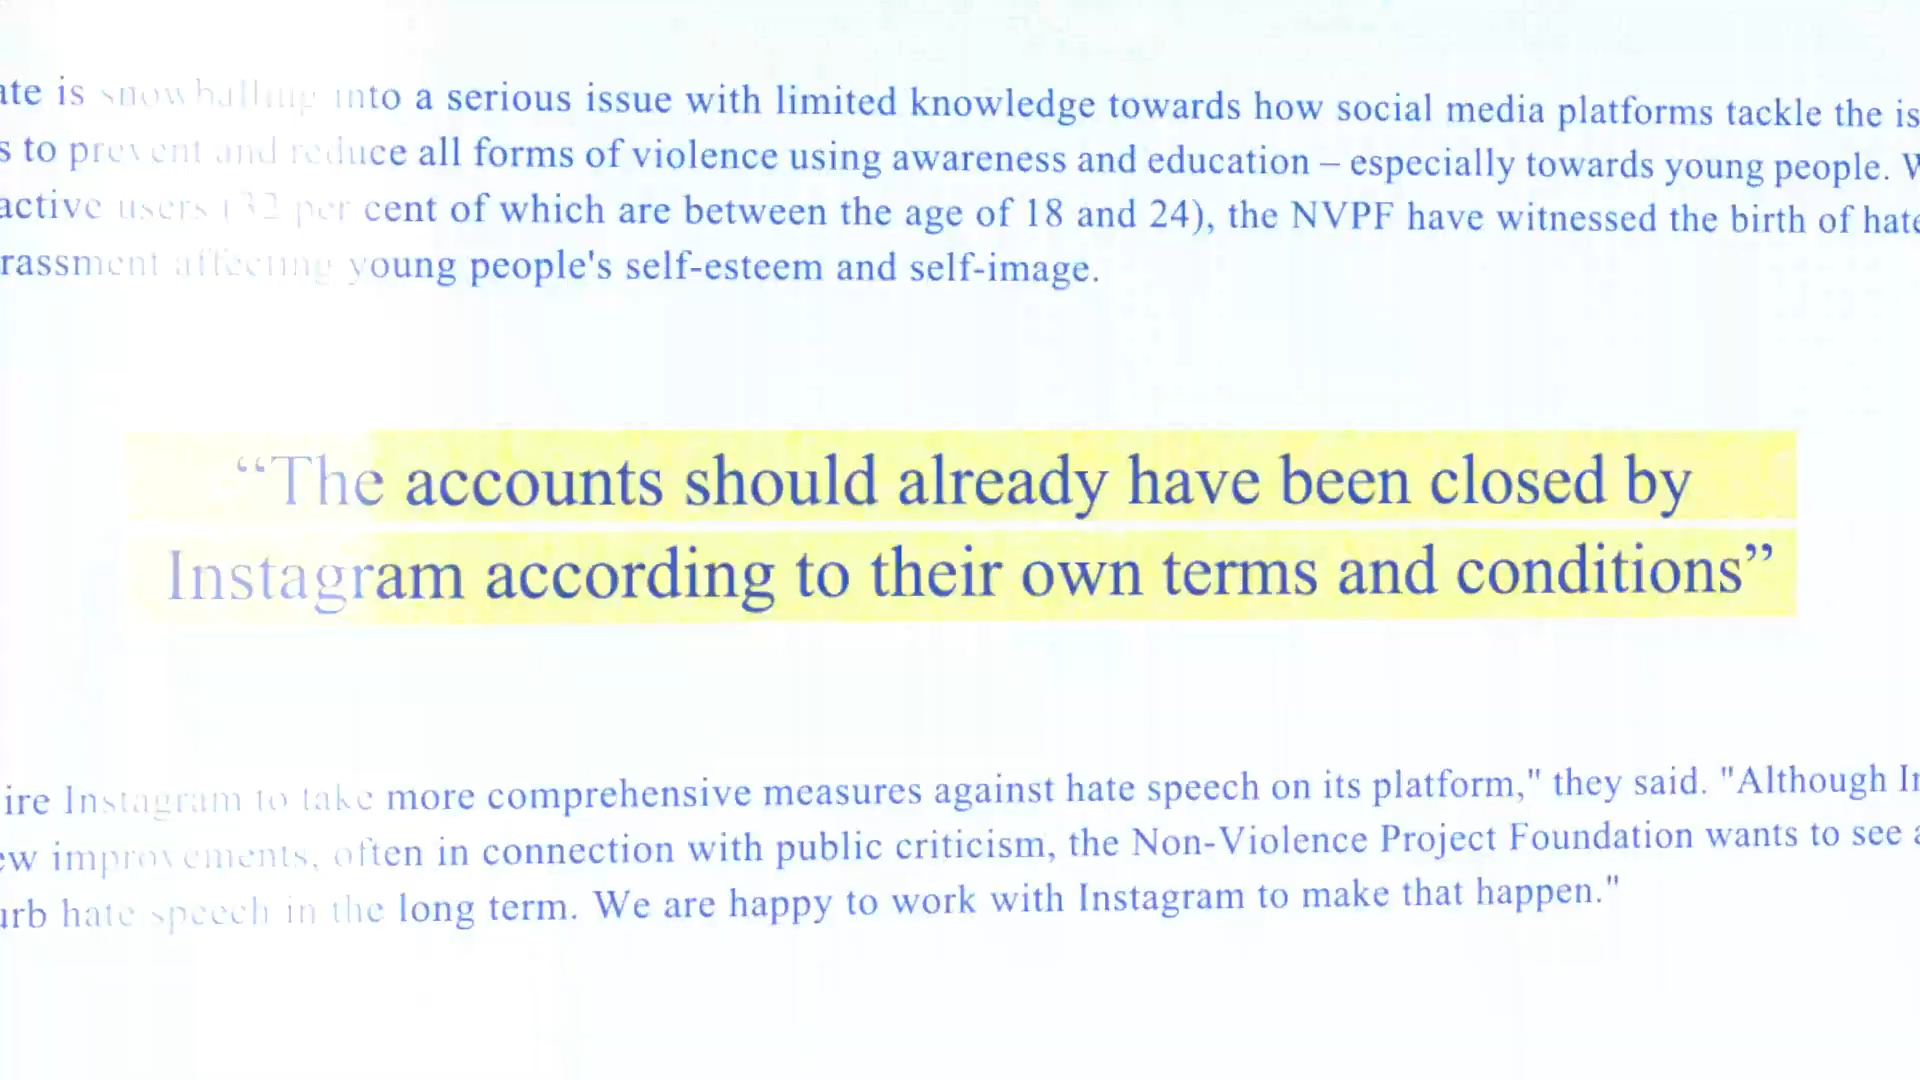 ate is snowballing into a serious issue with limited knowledge towards how social media platforms tackle the is
s to prevent and reduce all forms of violence using awareness and education – especially towards young people. W
active users (32 per cent of which are between the age of 18 and 24), the NVPF have witnessed the birth of hate
rassment affecting young people's self-esteem and self-image.
“The accounts should already have been closed by
Instagram according to their own terms and conditions”
ire Instagram to take more comprehensive measures against hate speech on its platform," they said. "Although In
ew improvements, often in connection with public criticism, the Non-Violence Project Foundation wants to see a
urb hate speech in the long term. We are happy to work with Instagram to make that happen."